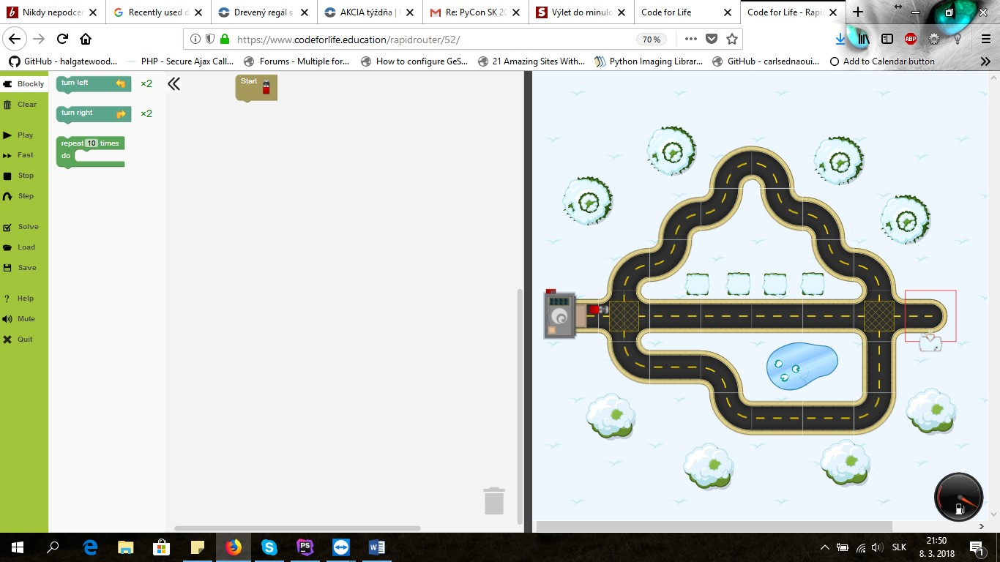 Nikdy nepodcen
Recently used d
Drevený regál s
AKCIA týždňa |
Re: PyCon SK 20
Výlet do minulo
Code for Life
Code for Life - Rapi
https://www.codeforlife.education/rapidrouter/52/
70 %
ABP
GitHub - halgatewood...
PHP - Secure Ajax Call...
Forums - Multiple for...
How to configure GeS...
21 Amazing Sites With...
Python Imaging Librar...
GitHub - carlsednaoui...
Add to Calendar button
Blockly
Clear
Play
Fast
Stop
Step
Solve
Load
Save
Help
Mute
Quit
turn left
×2
turn right
×2
repeat 10 times
do
Start
SLK
21:50
8. 3. 2018
1